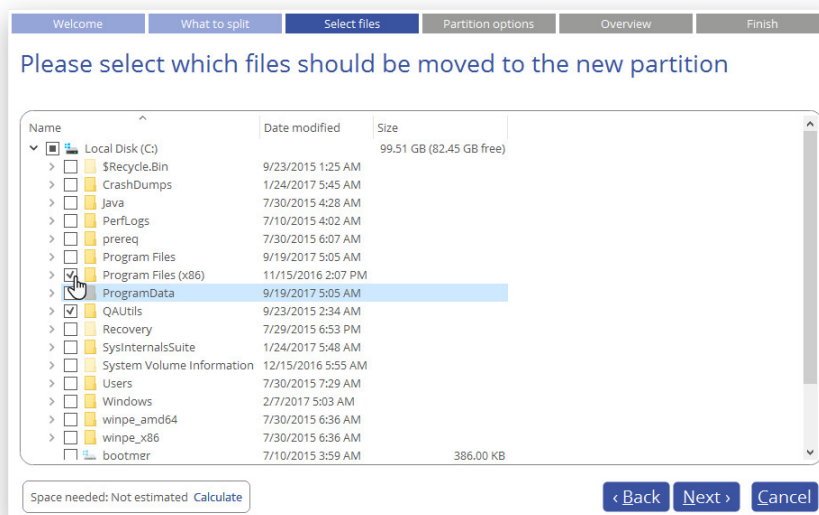 Welcome What to split Select files Partition options Overview Finish
Please select which files should be moved to the new partition
Name Date modified Size
Local Disk (C:) 99.51 GB (82.45 GB free)
$Recycle.Bin 9/23/2015 1:25 AM
CrashDumps 1/24/2017 5:45 AM
Java 7/30/2015 4:28 AM
PerfLogs 7/10/2015 4:02 AM
prereq 7/30/2015 6:07 AM
Program Files 9/19/2017 5:05 AM
Program Files (x86) 11/15/2016 2:07 PM
ProgramData 9/19/2017 5:05 AM
QAUtils 9/23/2015 2:34 AM
Recovery 7/29/2015 6:53 PM
SysInternalsSuite 1/24/2017 5:48 AM
System Volume Information 12/15/2016 5:55 AM
Users 7/30/2015 7:29 AM
Windows 2/7/2017 5:03 AM
winpe_amd64 7/30/2015 6:36 AM
winpe_x86 7/30/2015 6:36 AM
bootmgr 7/10/2015 3:59 AM 386.00 KB
Space needed: Not estimated Calculate
‹ Back Next › Cancel